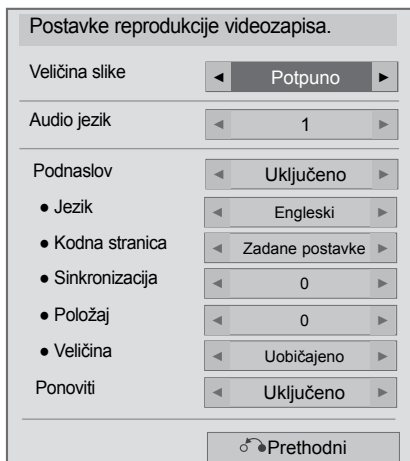 Postavke reprodukcije videozapisa.
Veličina slike ◄ Potpuno ►
Audio jezik ◄ 1 ►
Podnaslov ◄ Uključeno ►
● Jezik ◄ Engleski ►
● Kodna stranica ◄ Zadane postavke ►
● Sinkronizacija ◄ 0 ►
● Položaj ◄ 0 ►
● Veličina ◄ Uobičajeno ►
Ponoviti ◄ Uključeno ►
Prethodni